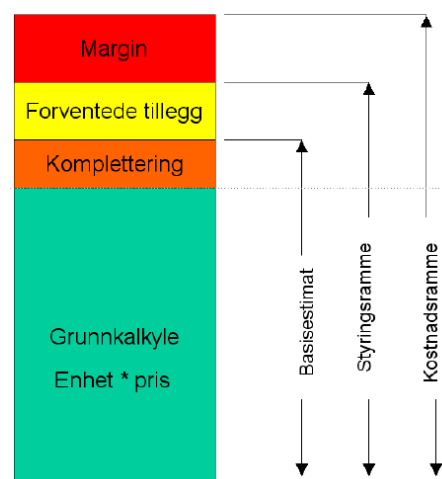 Margin
Forventede tillegg
Komplettering
Grunnkalkyle
Enhet * pris
Basisestimat
Styringsramme
Kostnadsramme